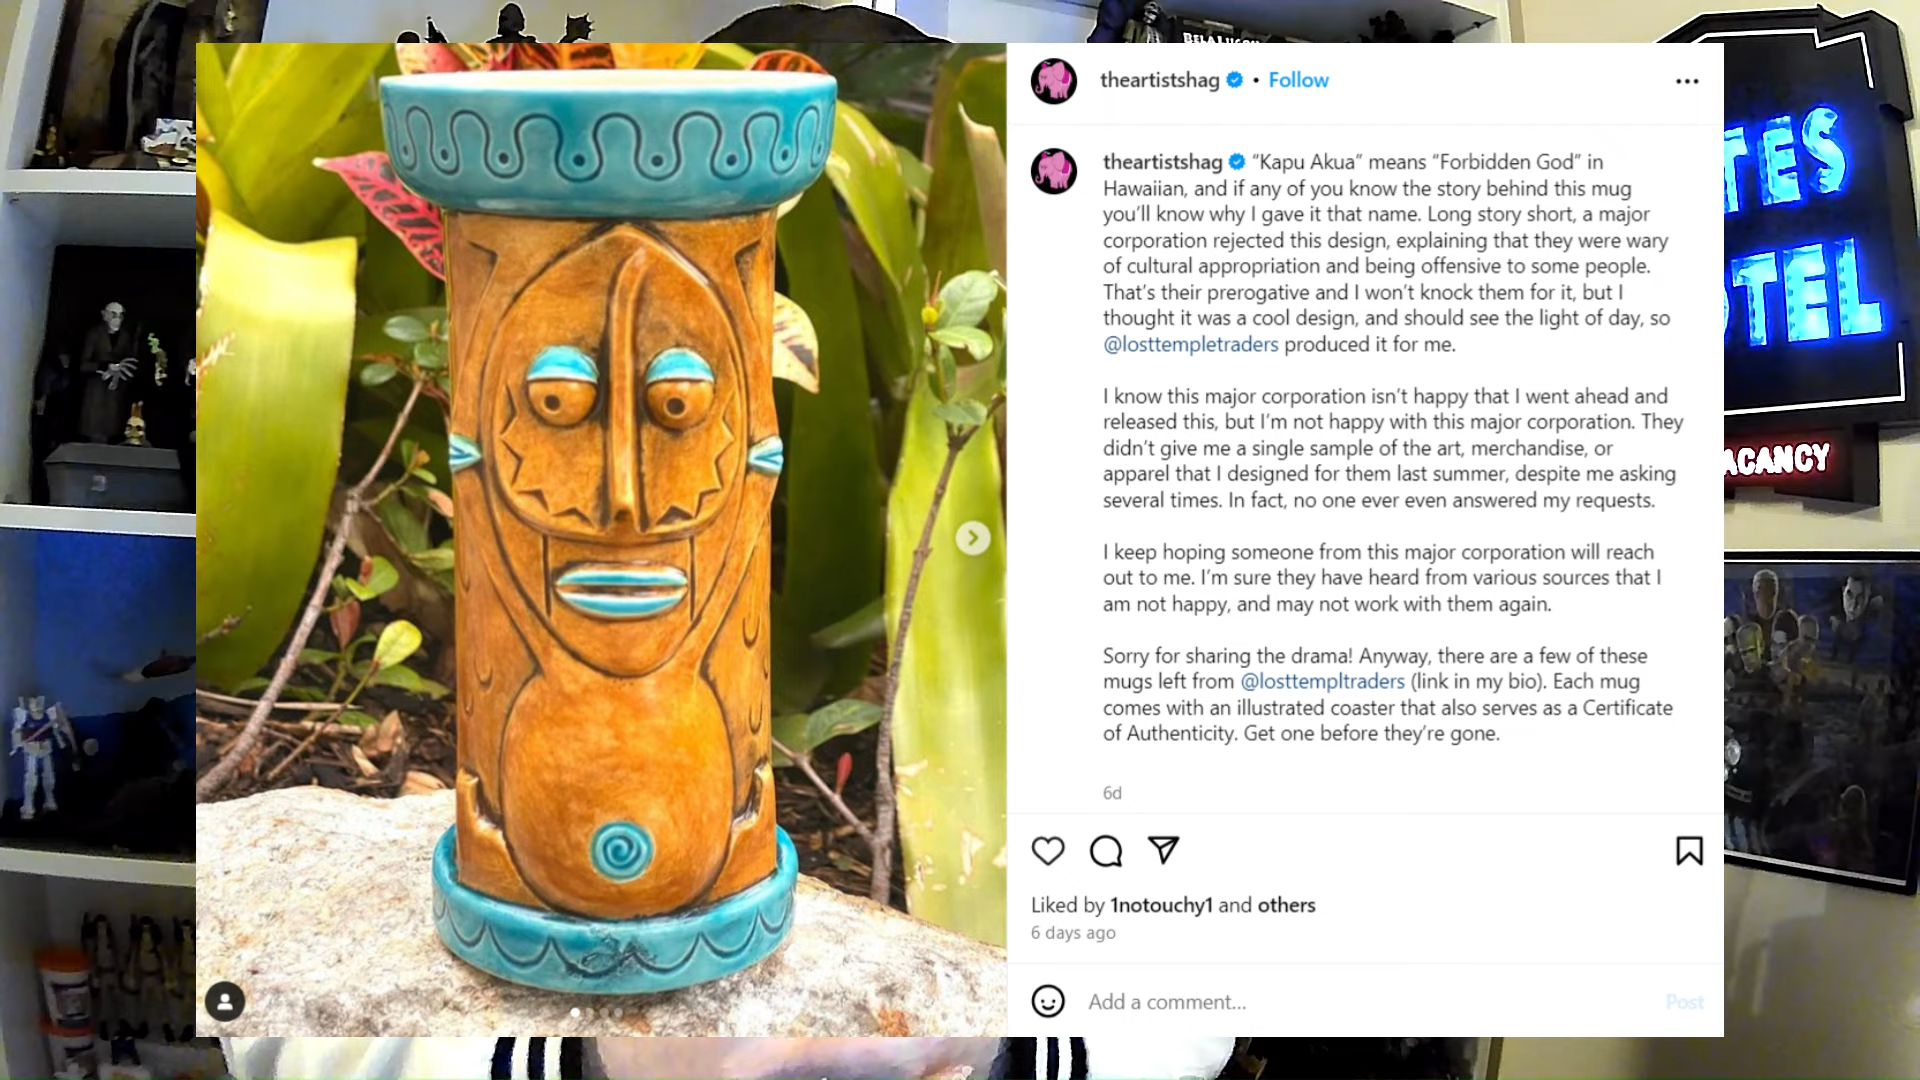 BELA LUGOSI
theartistshag • Follow
theartistshag “Kapu Akua” means “Forbidden God” in
Hawaiian, and if any of you know the story behind this mug
you’ll know why I gave it that name. Long story short, a major
corporation rejected this design, explaining that they were wary
of cultural appropriation and being offensive to some people.
That’s their prerogative and I won’t knock them for it, but I
thought it was a cool design, and should see the light of day, so
@losttempletraders produced it for me.
I know this major corporation isn’t happy that I went ahead and
released this, but I’m not happy with this major corporation. They
didn’t give me a single sample of the art, merchandise, or
apparel that I designed for them last summer, despite me asking
several times. In fact, no one ever even answered my requests.
I keep hoping someone from this major corporation will reach
out to me. I’m sure they have heard from various sources that I
am not happy, and may not work with them again.
Sorry for sharing the drama! Anyway, there are a few of these
mugs left from @losttempltraders (link in my bio). Each mug
comes with an illustrated coaster that also serves as a Certificate
of Authenticity. Get one before they’re gone.
6d
Liked by 1notouchy1 and others
6 days ago
Add a comment...
Post
TES
OTEL
ACANCY